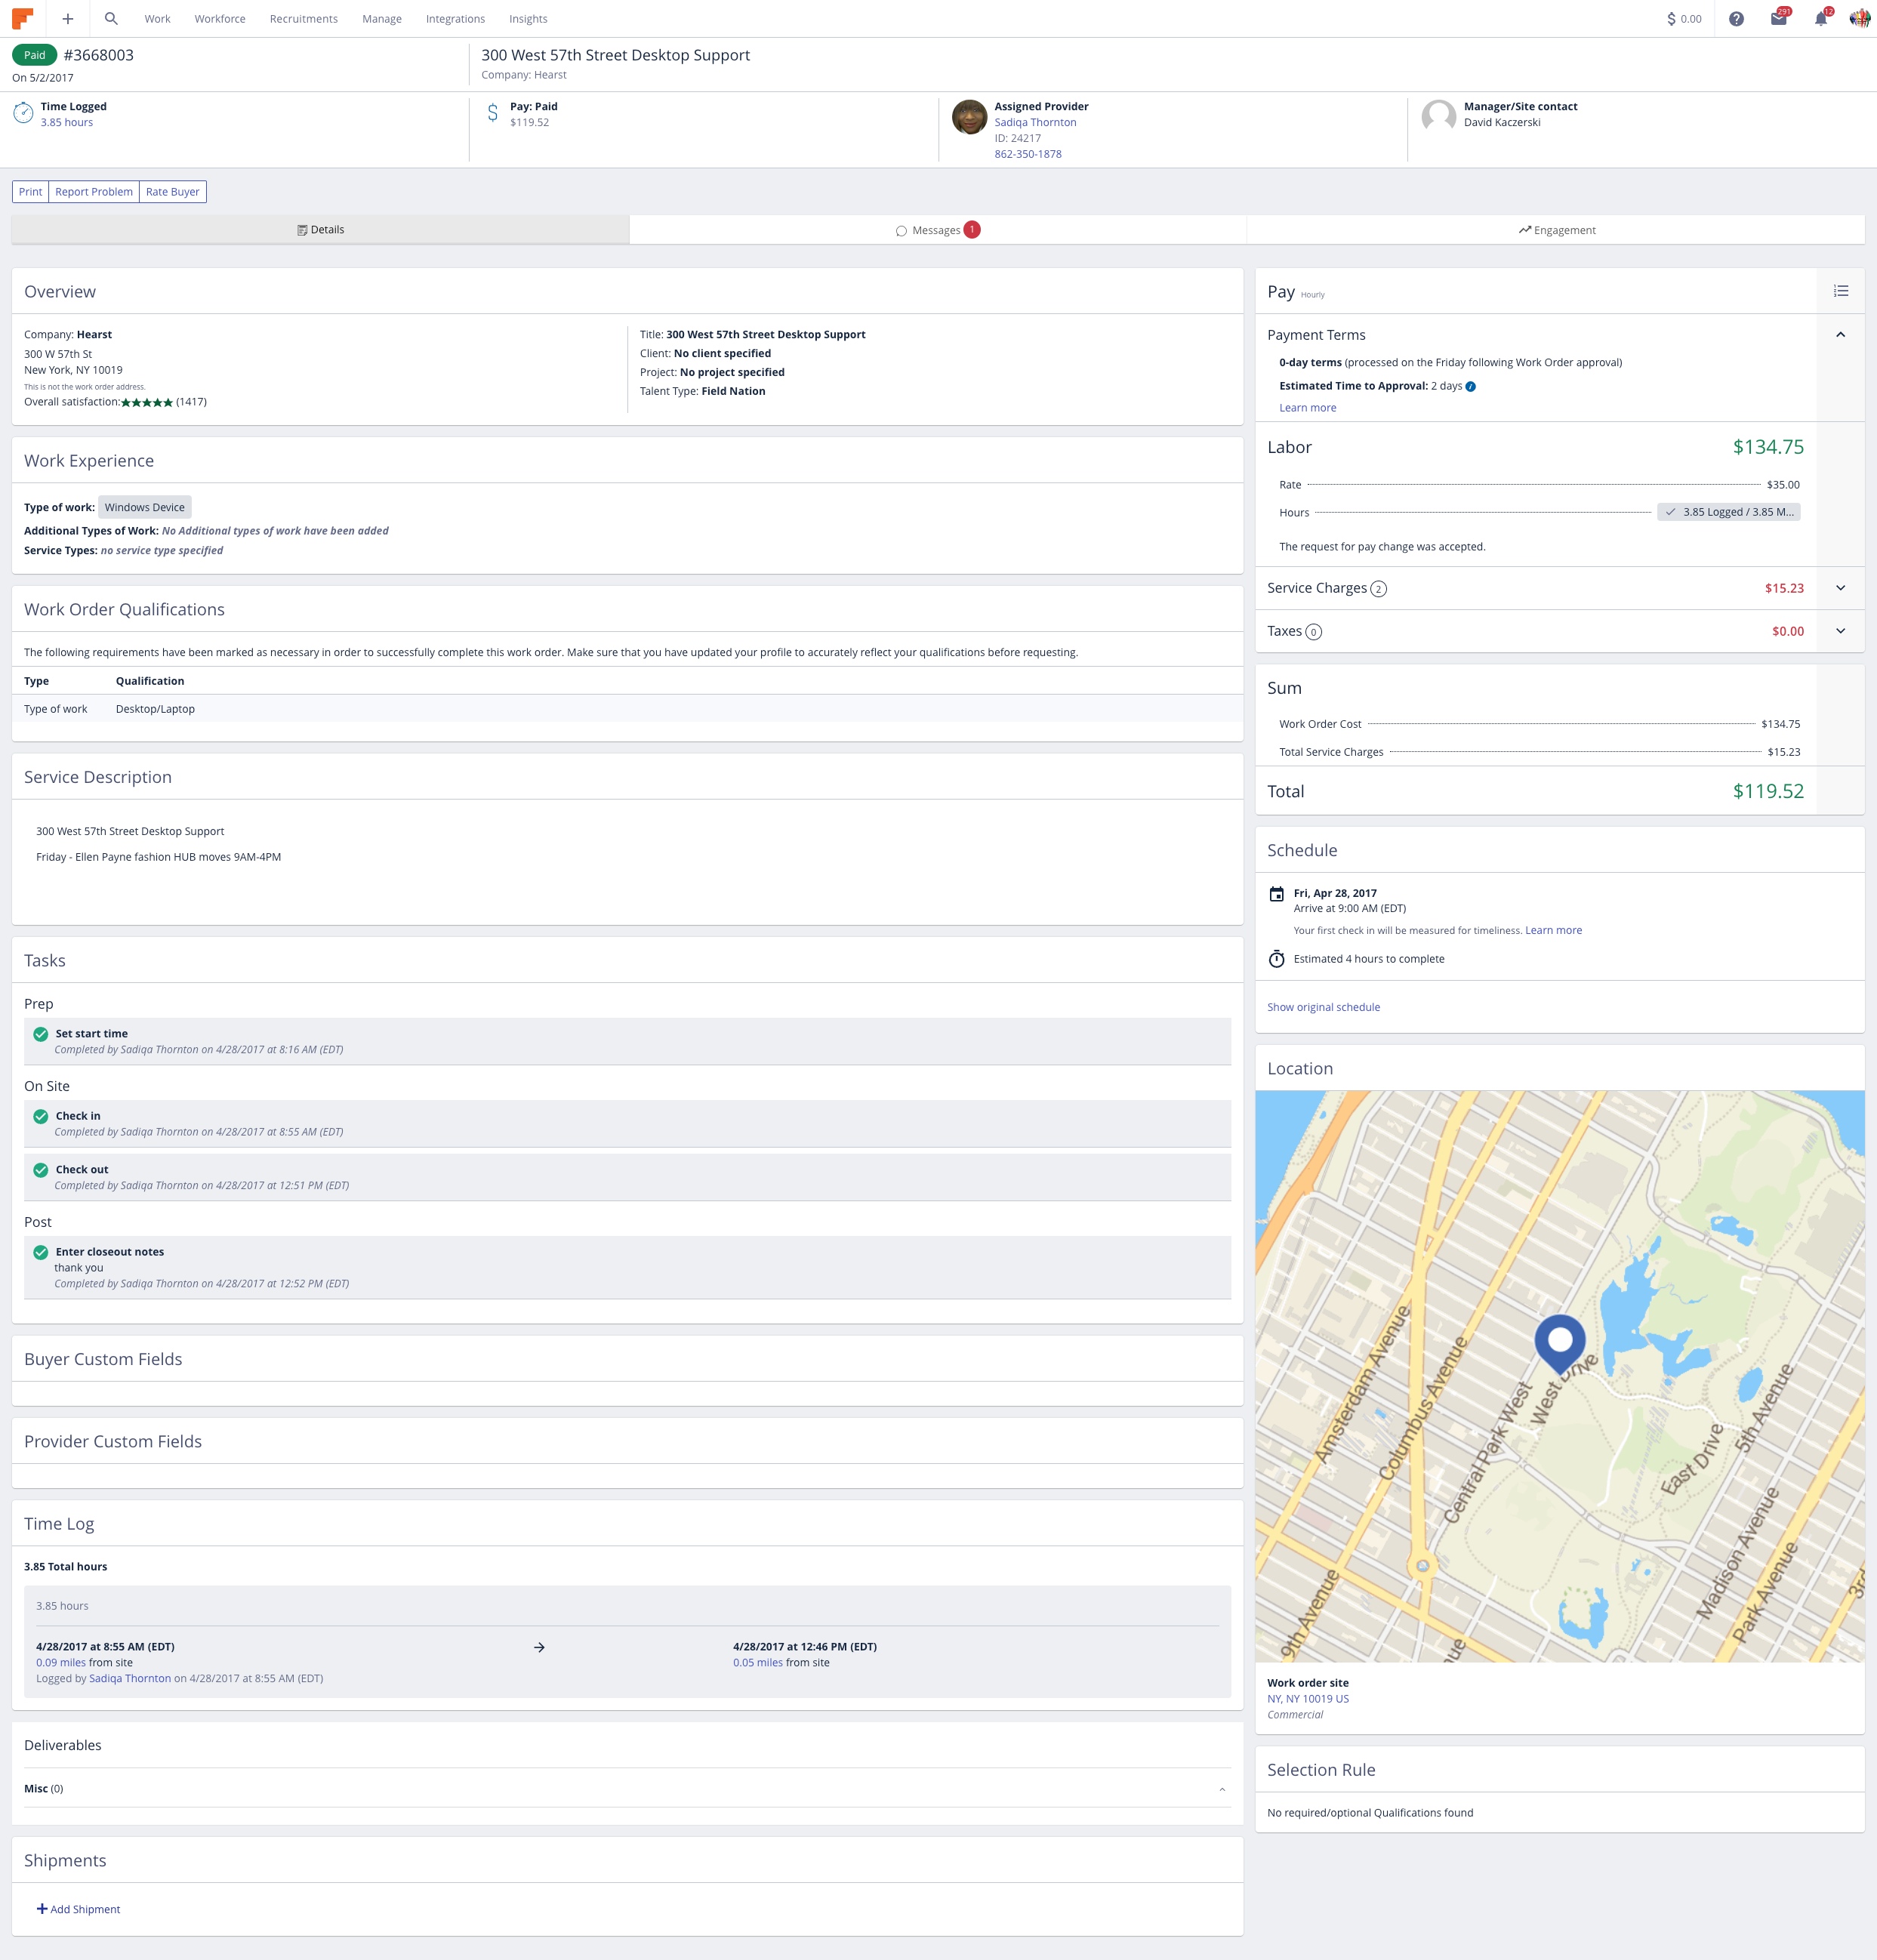 Work Workforce Recruitments Manage Integrations Insights $ 0.00 291 12
Paid #3668003
On 5/2/2017
300 West 57th Street Desktop Support
Company: Hearst
Time Logged
3.85 hours
Pay: Paid
$119.52
Assigned Provider
Sadiqa Thornton
ID: 24217
862-350-1878
Manager/Site contact
David Kaczerski
Print Report Problem Rate Buyer
Details Messages 1 Engagement
Overview
Company: Hearst
300 W 57th St
New York, NY 10019
This is not the work order address.
Overall satisfaction:★★★★★ (1417)
Title: 300 West 57th Street Desktop Support
Client: No client specified
Project: No project specified
Talent Type: Field Nation
Work Experience
Type of work: Windows Device
Additional Types of Work: No Additional types of work have been added
Service Types: no service type specified
Work Order Qualifications
The following requirements have been marked as necessary in order to successfully complete this work order. Make sure that you have updated your profile to accurately reflect your qualifications before requesting.
Type Qualification
Type of work Desktop/Laptop
Service Description
300 West 57th Street Desktop Support
Friday - Ellen Payne fashion HUB moves 9AM-4PM
Tasks
Prep
Set start time
Completed by Sadiqa Thornton on 4/28/2017 at 8:16 AM (EDT)
On Site
Check in
Completed by Sadiqa Thornton on 4/28/2017 at 8:55 AM (EDT)
Check out
Completed by Sadiqa Thornton on 4/28/2017 at 12:51 PM (EDT)
Post
Enter closeout notes
thank you
Completed by Sadiqa Thornton on 4/28/2017 at 12:52 PM (EDT)
Buyer Custom Fields
Provider Custom Fields
Time Log
3.85 Total hours
3.85 hours
4/28/2017 at 8:55 AM (EDT)
0.09 miles from site
Logged by Sadiqa Thornton on 4/28/2017 at 8:55 AM (EDT)
4/28/2017 at 12:46 PM (EDT)
0.05 miles from site
Deliverables
Misc (0)
Shipments
Add Shipment
Pay Hourly
Payment Terms
0-day terms (processed on the Friday following Work Order approval)
Estimated Time to Approval: 2 days
Learn more
Labor $134.75
Rate $35.00
Hours 3.85 Logged / 3.85 M...
The request for pay change was accepted.
Service Charges 2 $15.23
Taxes 0 $0.00
Sum
Work Order Cost $134.75
Total Service Charges $15.23
Total $119.52
Schedule
Fri, Apr 28, 2017
Arrive at 9:00 AM (EDT)
Your first check in will be measured for timeliness. Learn more
Estimated 4 hours to complete
Show original schedule
Location
Amsterdam Avenue
Columbus Avenue
Central Park West
West Drive
East Drive
5th Avenue
Madison Avenue
Park Avenue
9th Avenue
3rd
Work order site
NY, NY 10019 US
Commercial
Selection Rule
No required/optional Qualifications found